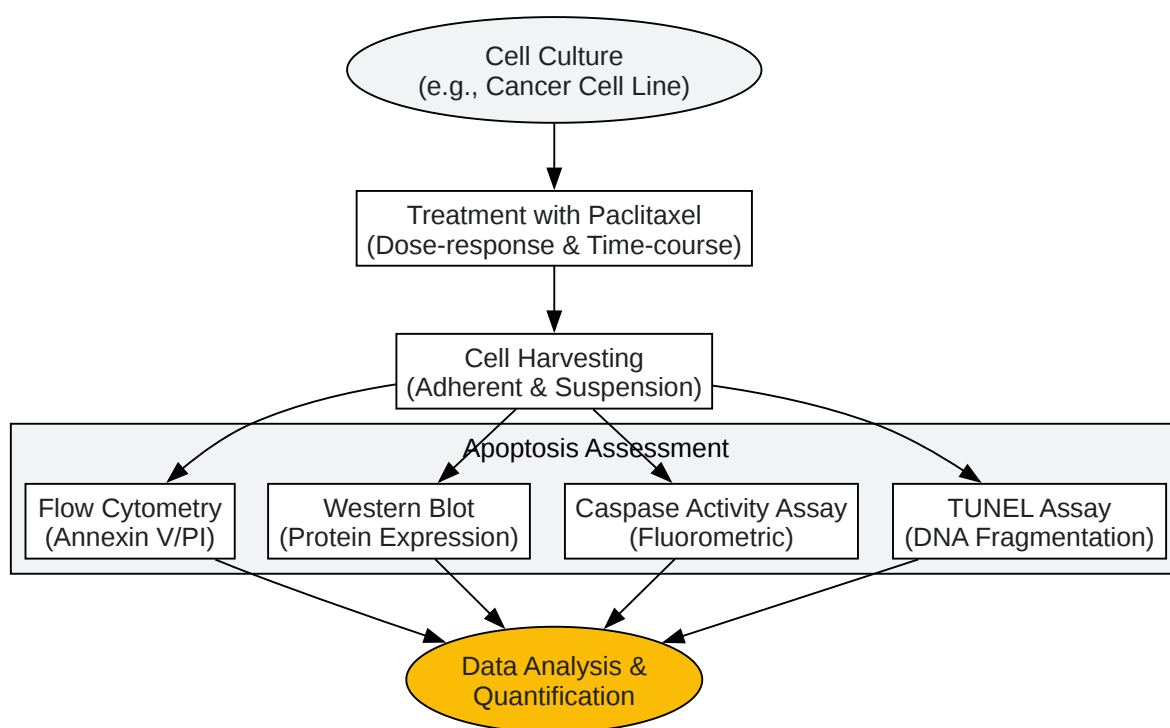 Cell Culture
(e.g., Cancer Cell Line)
Treatment with Paclitaxel
(Dose-response & Time-course)
Cell Harvesting
(Adherent & Suspension)
Apoptosis Assessment
Flow Cytometry
(Annexin V/PI)
Western Blot
(Protein Expression)
Caspase Activity Assay
(Fluorometric)
TUNEL Assay
(DNA Fragmentation)
Data Analysis &
Quantification